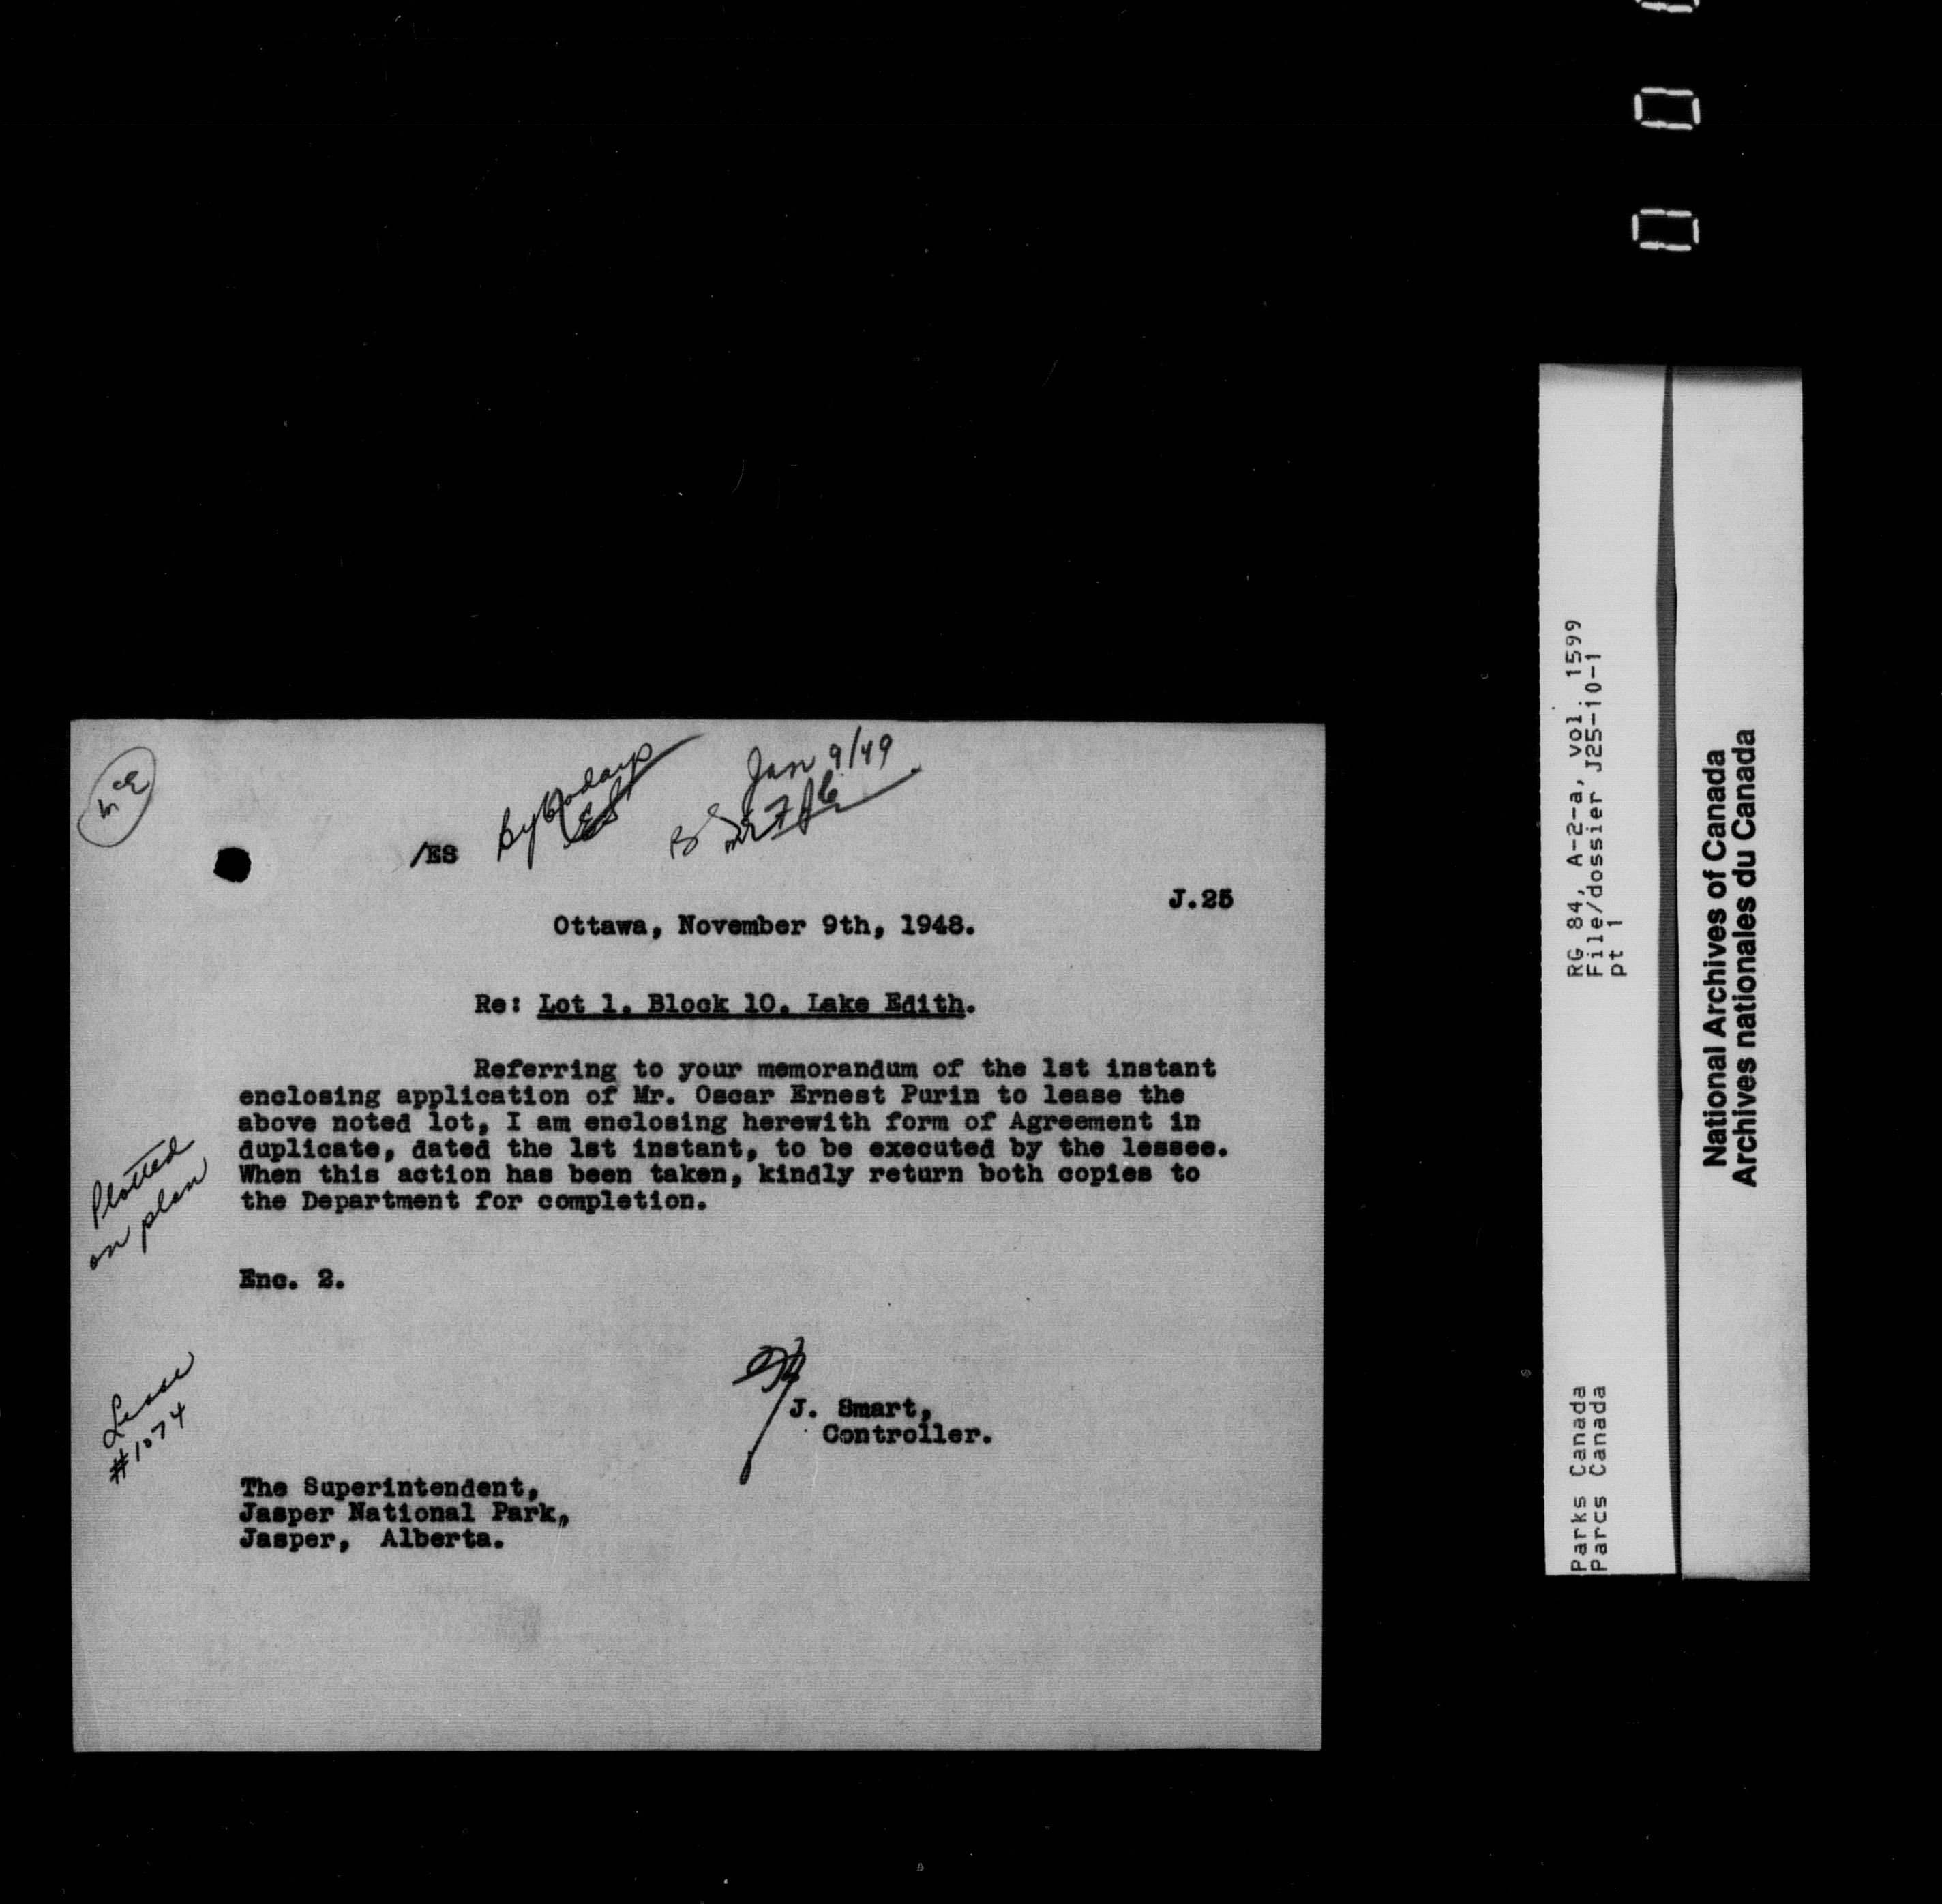 Jan 9/49
/ES
J.25
Ottawa, November 9th, 1948.
Re: Lot 1, Block 10, Lake Edith.
Referring to your memorandum of the 1st instant
enclosing application of Mr. Oscar Ernest Purin to lease the
above noted lot, I am enclosing herewith form of Agreement in
duplicate, dated the 1st instant, to be executed by the lessee.
When this action has been taken, kindly return both copies to
the Department for completion.
Plotted
on plan
Enc. 2.
Lease
#1074
J. Smart,
Controller.
The Superintendent,
Jasper National Park,
Jasper, Alberta.
RG 84, A-2-a, vol. 1599
File/dossier J25-10-1
pt 1
Parks Canada
Parcs Canada
National Archives of Canada
Archives nationales du Canada